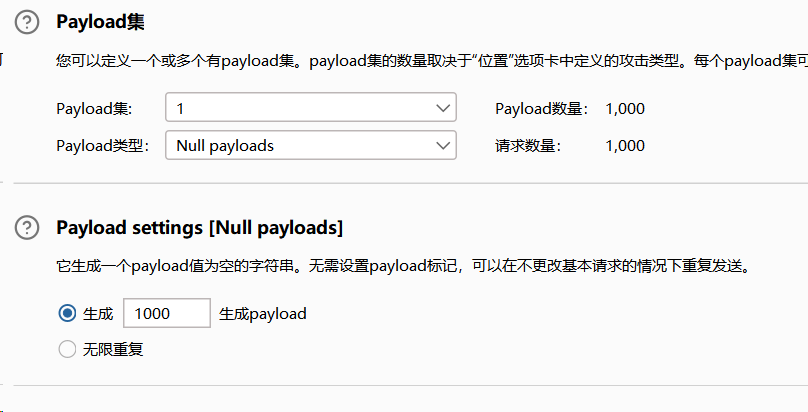 Payload集
您可以定义一个或多个有payload集。payload集的数量取决于“位置”选项卡中定义的攻击类型。每个payload集可
Payload集: 1 Payload数量: 1,000
Payload类型: Null payloads 请求数量: 1,000
Payload settings [Null payloads]
它生成一个payload值为空的字符串。无需设置payload标记，可以在不更改基本请求的情况下重复发送。
生成 1000 生成payload
无限重复